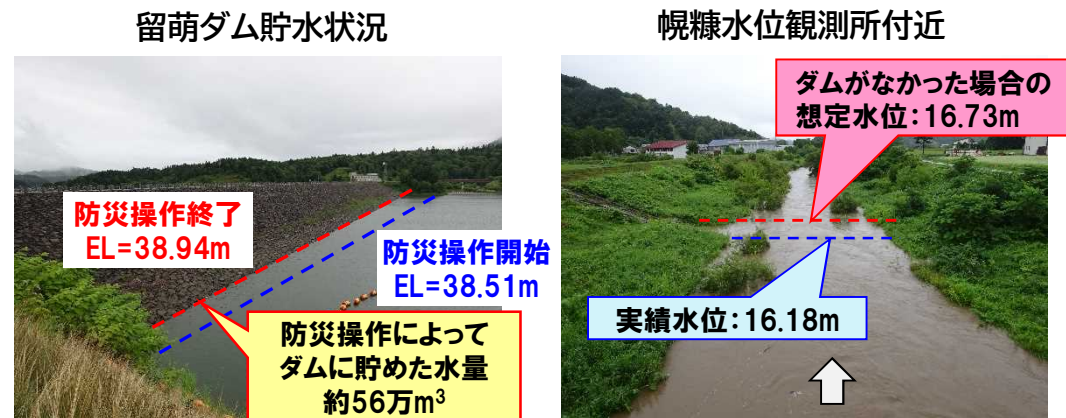 留萌ダム貯水状況
防災操作終了
EL=38.94m
防災操作開始
EL=38.51m
防災操作によって
ダムに貯めた水量
約56万m³
幌糠水位観測所付近
ダムがなかった場合の
想定水位：16.73m
実績水位：16.18m